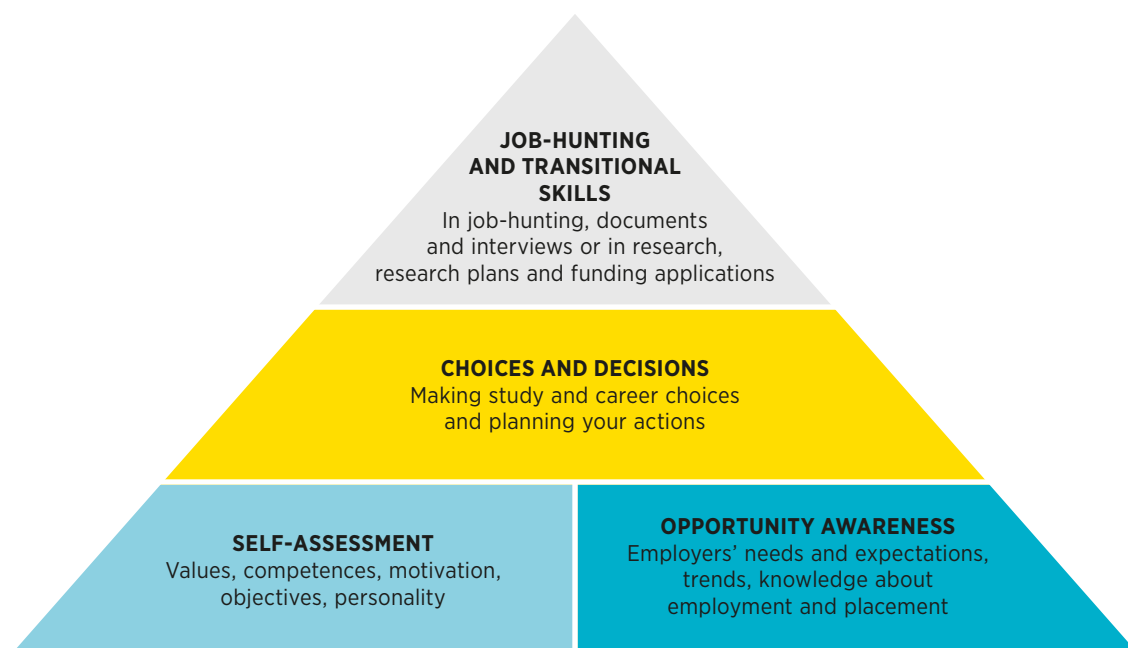 JOB-HUNTING
AND TRANSITIONAL
SKILLS
In job-hunting, documents
and interviews or in research,
research plans and funding applications
CHOICES AND DECISIONS
Making study and career choices
and planning your actions
SELF-ASSESSMENT
Values, competences, motivation,
objectives, personality
OPPORTUNITY AWARENESS
Employers’ needs and expectations,
trends, knowledge about
employment and placement